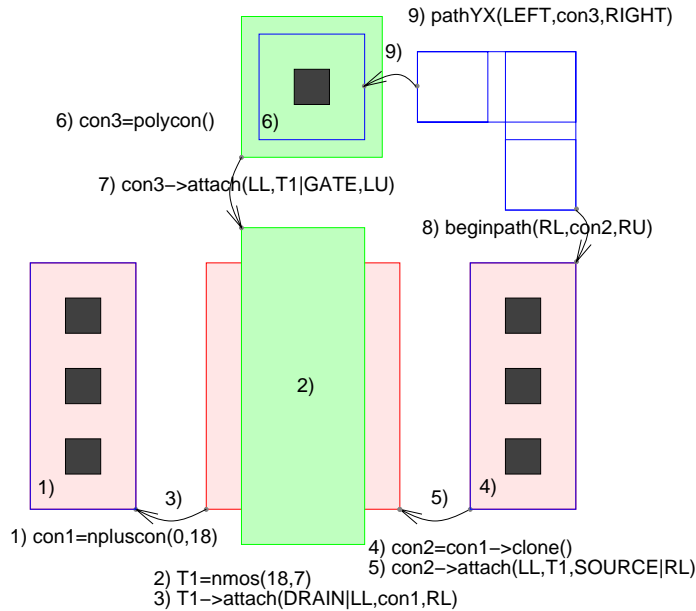 9) pathYX(LEFT,con3,RIGHT)
9)
6) con3=polycon()
6)
7) con3->attach(LL,T1|GATE,LU)
8) beginpath(RL,con2,RU)
2)
1)
3)
5)
4)
1) con1=npluscon(0,18)
4) con2=con1->clone()
5) con2->attach(LL,T1,SOURCE|RL)
2) T1=nmos(18,7)
3) T1->attach(DRAIN|LL,con1,RL)